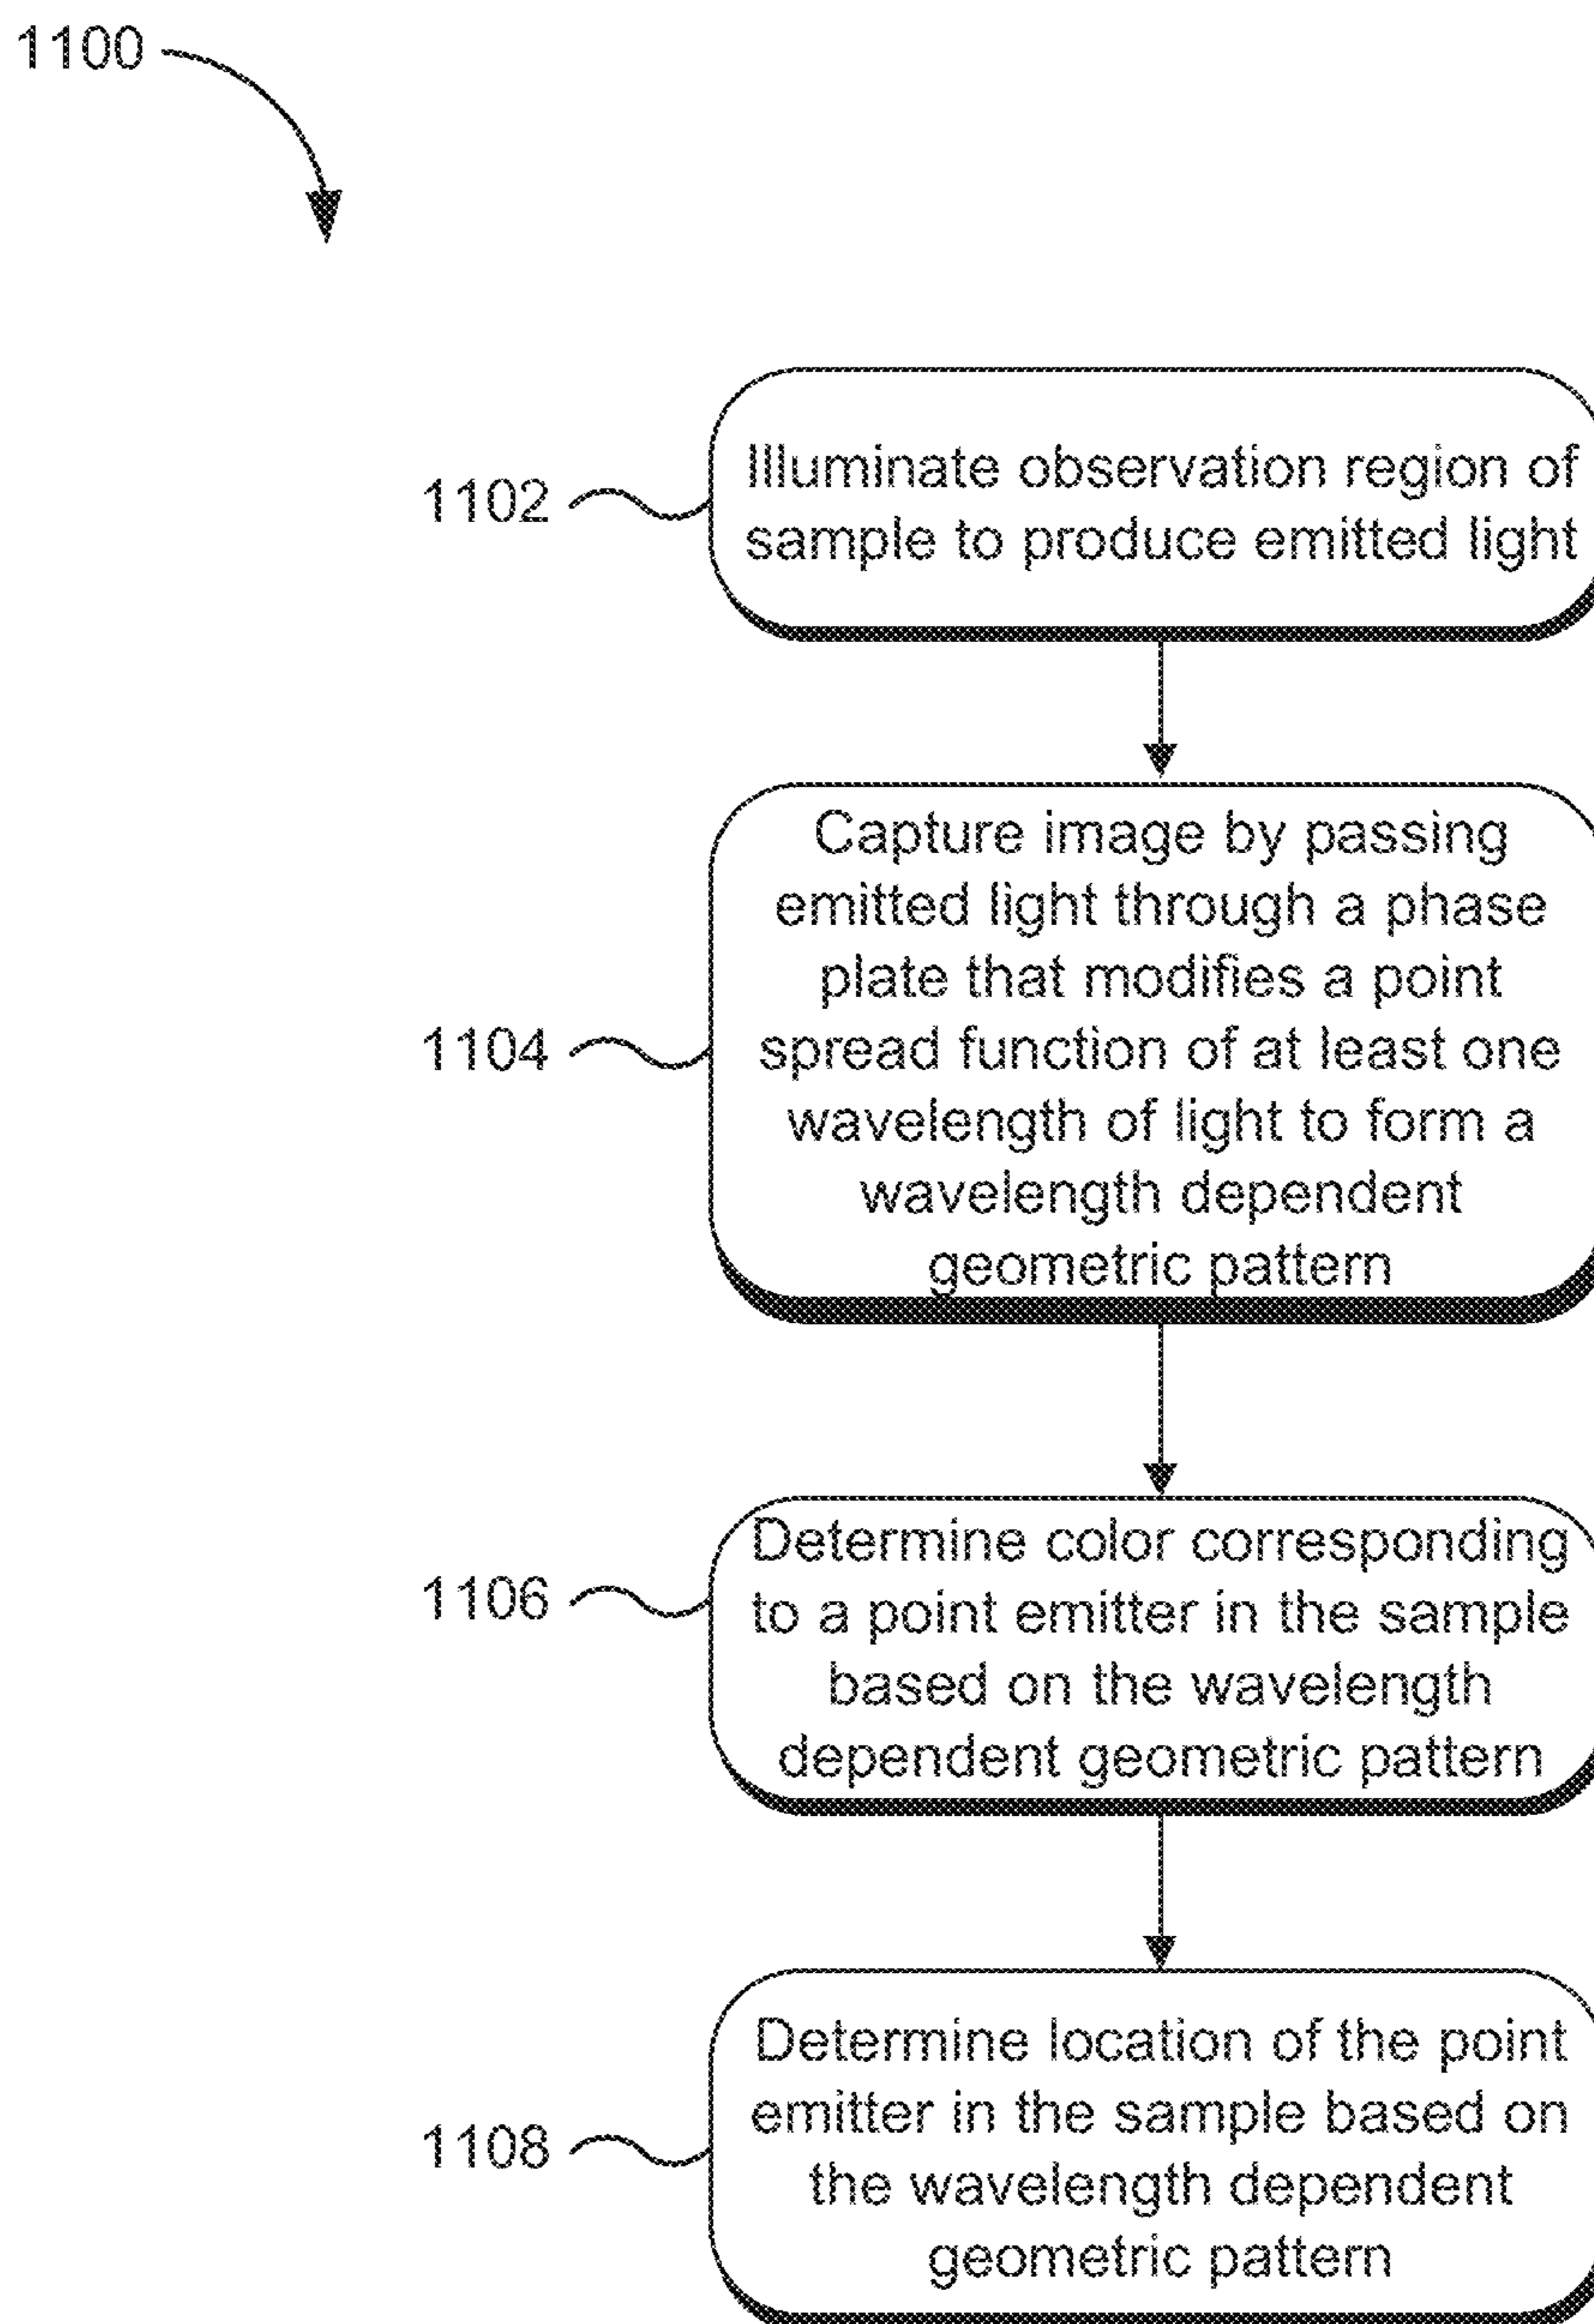 1100
1102
Illuminate observation region of
sample to produce emitted light
1104
Capture image by passing
emitted light through a phase
plate that modifies a point
spread function of at least one
wavelength of light to form a
wavelength dependent
geometric pattern
1106
Determine color corresponding
to a point emitter in the sample
based on the wavelength
dependent geometric pattern
1108
Determine location of the point
emitter in the sample based on
the wavelength dependent
geometric pattern